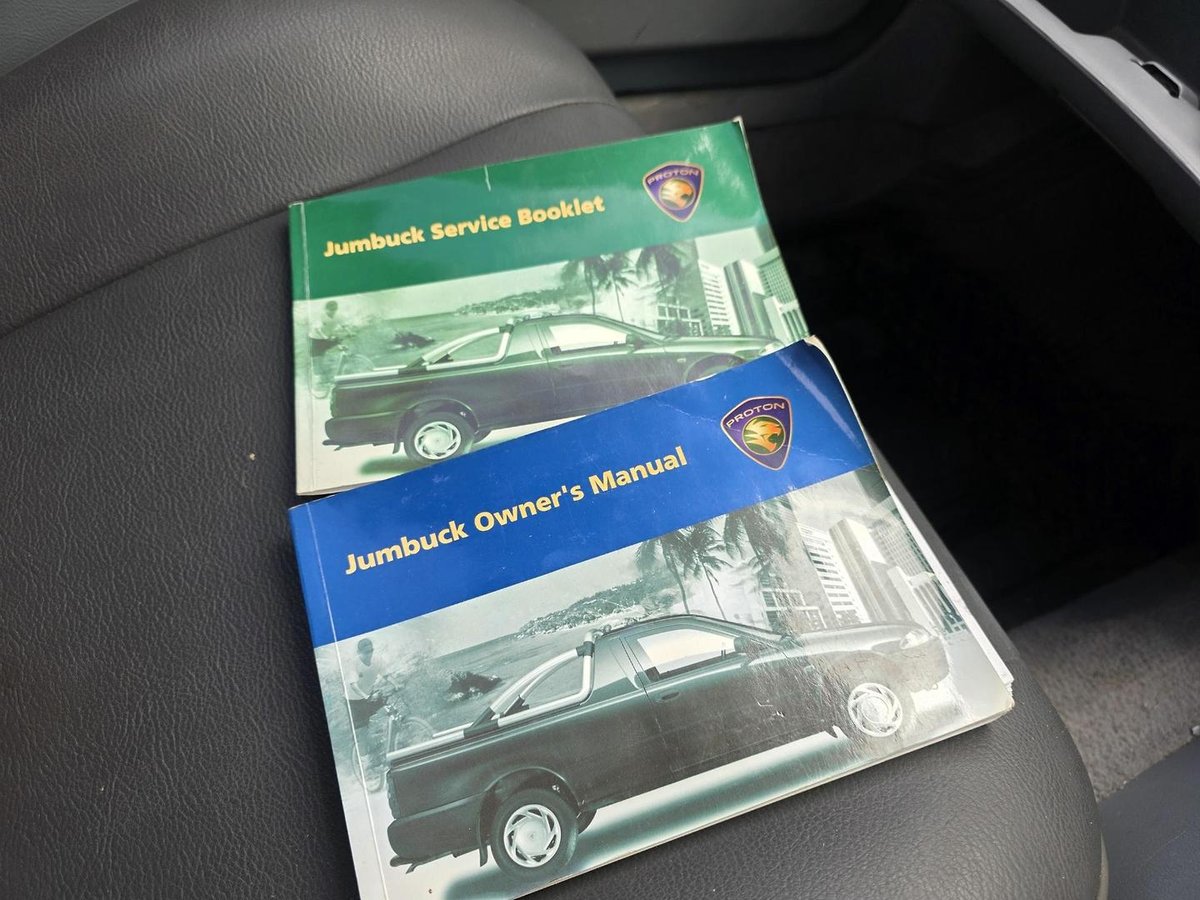 PROTON
Jumbuck Service Booklet
PROTON
Jumbuck Owner's Manual